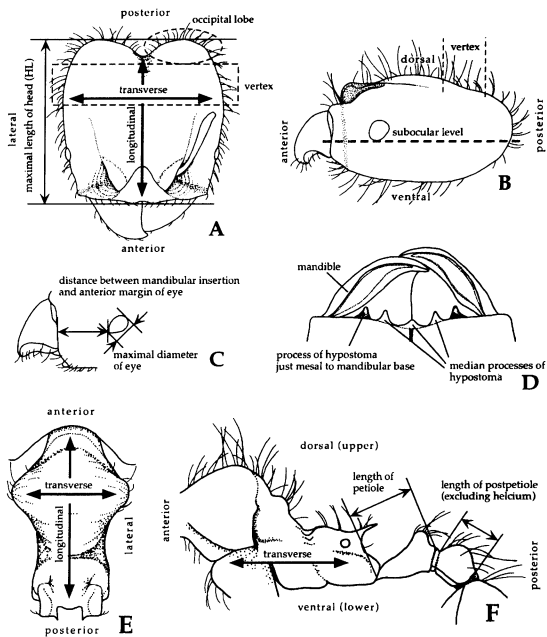 posterior
occipital lobe
vertex
transverse
lateral
maximal length of head (HL)
longitudinal
A
anterior
dorsal
vertex
anterior
subocular level
posterior
B
ventral
distance between mandibular insertion
and anterior margin of eye
maximal diameter
of eye
C
mandible
process of hypostoma
just mesal to mandibular base
median processes of
hypostoma
D
anterior
transverse
longitudinal
lateral
E
posterior
dorsal (upper)
length of
petiole
length of postpetiole
(excluding helcium)
anterior
transverse
posterior
ventral (lower)
F